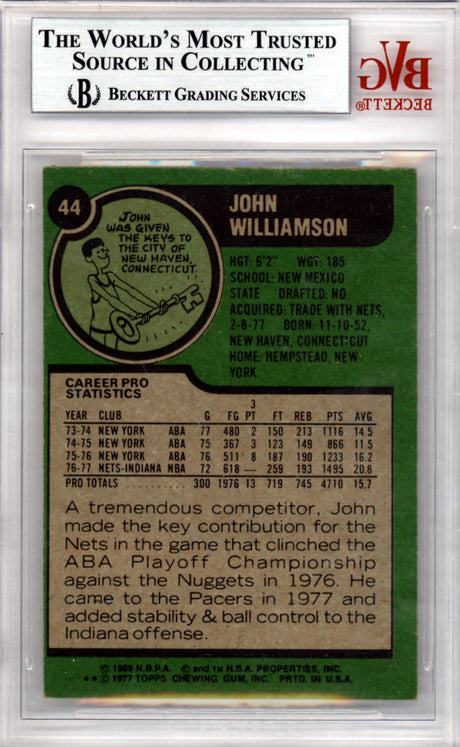 THE WORLD'S MOST TRUSTED
SOURCE IN COLLECTING™
B BECKETT GRADING SERVICES
BVG
BECKETT®
44
JOHN
WAS GIVEN
THE KEYS TO
THE CITY OF
NEW HAVEN,
CONNECTICUT.
JOHN
WILLIAMSON
HGT: 6'2" WGT: 185
SCHOOL: NEW MEXICO
STATE DRAFTED: NO
ACQUIRED: TRADE WITH NETS,
2-8-77 BORN: 11-10-52,
NEW HAVEN, CONNECTICUT
HOME: HEMPSTEAD, NEW
YORK
CAREER PRO
STATISTICS
YEAR CLUB G FG 3 PT FT REB PTS AVG
73-74 NEW YORK ABA 77 480 2 150 213 1116 14.5
74-75 NEW YORK ABA 75 367 3 123 149 866 11.5
75-76 NEW YORK ABA 76 511 8 187 190 1233 16.2
76-77 NETS-INDIANA NBA 72 618 — 259 193 1495 20.8
PRO TOTALS .......... 300 1976 13 719 745 4710 15.7
A tremendous competitor, John
made the key contribution for the
Nets in the game that clinched the
ABA Playoff Championship
against the Nuggets in 1976. He
came to the Pacers in 1977 and
added stability & ball control to the
Indiana offense.
© 1969 N.B.P.A. © and TM N.B.A. PROPERTIES, INC.
** © 1977 TOPPS CHEWING GUM, INC. PRTD. IN U.S.A.